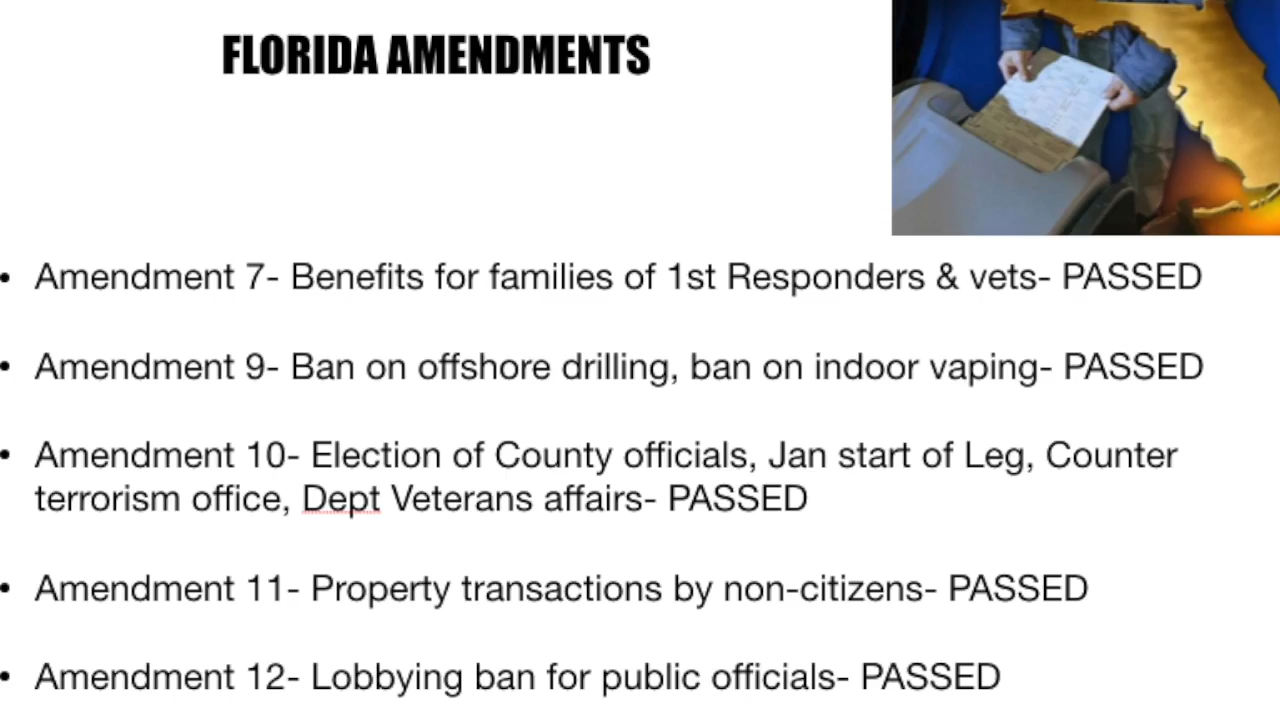 FLORIDA AMENDMENTS
• Amendment 7- Benefits for families of 1st Responders & vets- PASSED
• Amendment 9- Ban on offshore drilling, ban on indoor vaping- PASSED
• Amendment 10- Election of County officials, Jan start of Leg, Counter
terrorism office, Dept Veterans affairs- PASSED
• Amendment 11- Property transactions by non-citizens- PASSED
• Amendment 12- Lobbying ban for public officials- PASSED